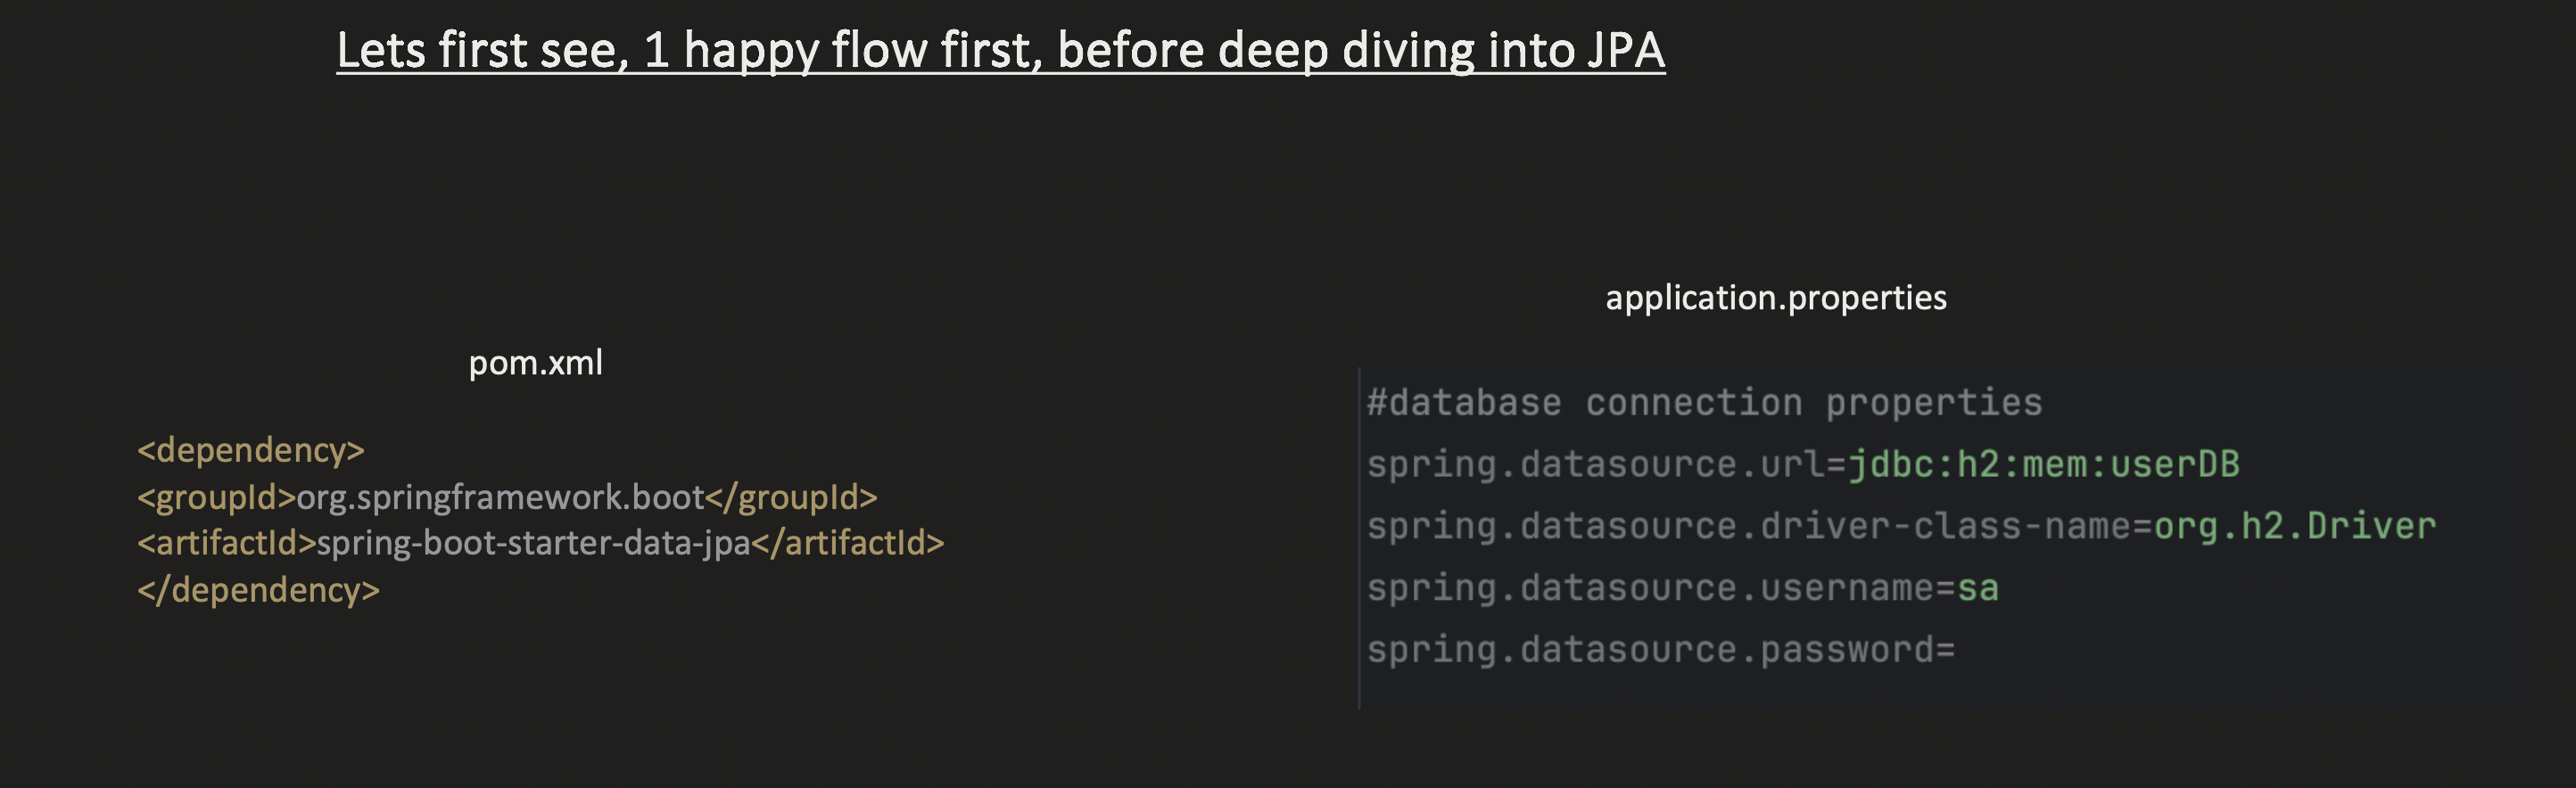 Lets first see, 1 happy flow first, before deep diving into JPA
pom.xml
<dependency>
<groupId>org.springframework.boot</groupId>
<artifactId>spring-boot-starter-data-jpa</artifactId>
</dependency>
application.properties
#database connection properties
spring.datasource.url=jdbc:h2:mem:userDB
spring.datasource.driver-class-name=org.h2.Driver
spring.datasource.username=sa
spring.datasource.password=